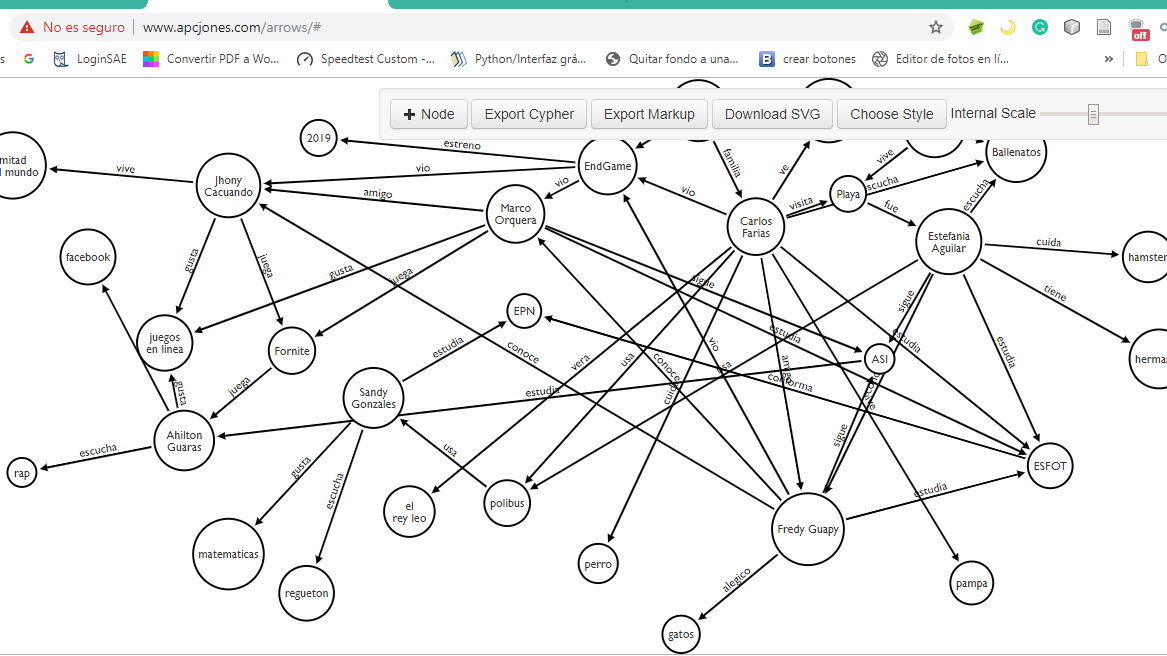 No es seguro
www.apcjones.com/arrows/#
off
s
LoginSAE
Convertir PDF a Wo...
Speedtest Custom -...
Python/Interfaz grá...
Quitar fondo a una...
crear botones
Editor de fotos en lí...
»
Node
Export Cypher
Export Markup
Download SVG
Choose Style
Internal Scale
2019
estreno
mitad
l mundo
vive
Jhony
Cacuando
vio
amigo
EndGame
vio
Marco
Orquera
familia
vio
ve
vive
Ballenatos
scucha
visita
Playa
fue
escucha
Carlos
Farias
Estefania
Aguilar
cuida
hamster
tiene
herma
facebook
gusta
juega
gusta
juega
sigue
sigue
EPN
estudia
juegos
en linea
Fornite
estudia
conoce
vera
usa
conoce
vio
cuida
usa
estudia
ASI
estudia
conforma
gusta
juega
Sandy
Gonzales
estudia
Ahilton
Guaras
escucha
rap
usa
sigue
ESFOT
gusta
escucha
el
rey leo
polibus
estudia
Fredy Guapy
matematicas
regueton
perro
alegico
pampa
gatos